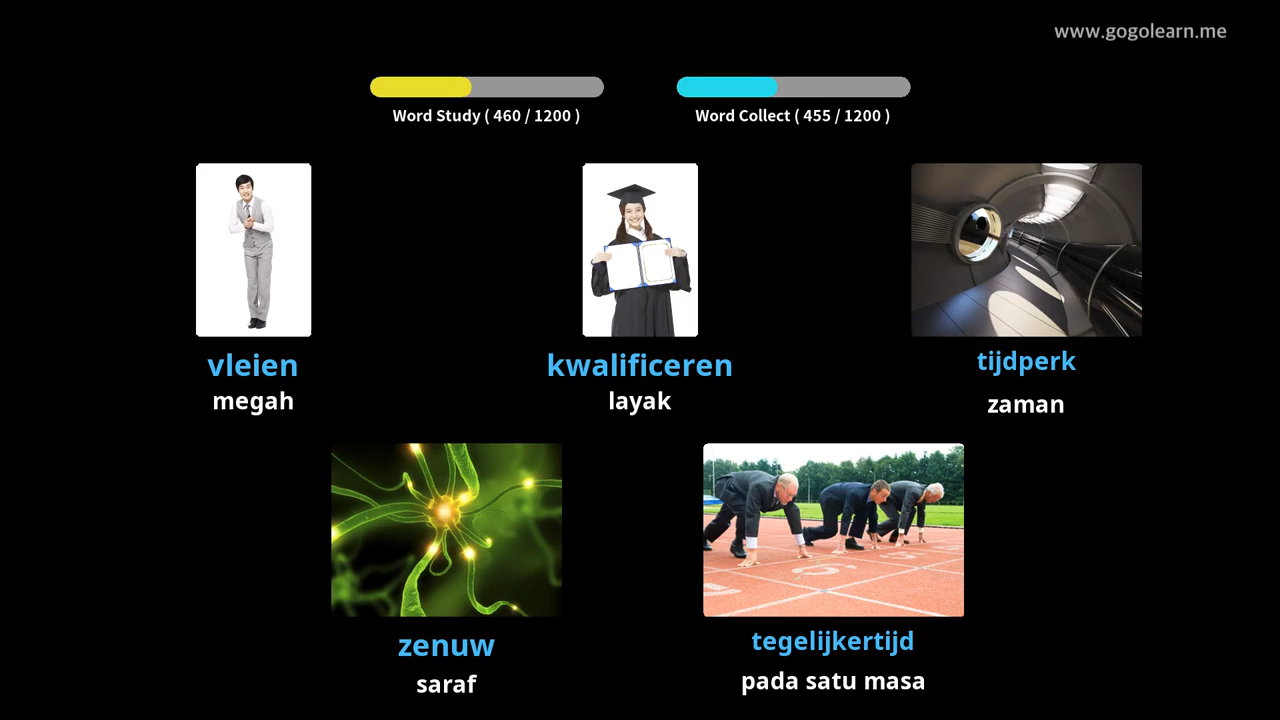 www.gogolearn.me
Word Study ( 460 / 1200 )
Word Collect ( 455 / 1200 )
vleien
megah
kwalificeren
layak
tijdperk
zaman
zenuw
saraf
tegelijkertijd
pada satu masa